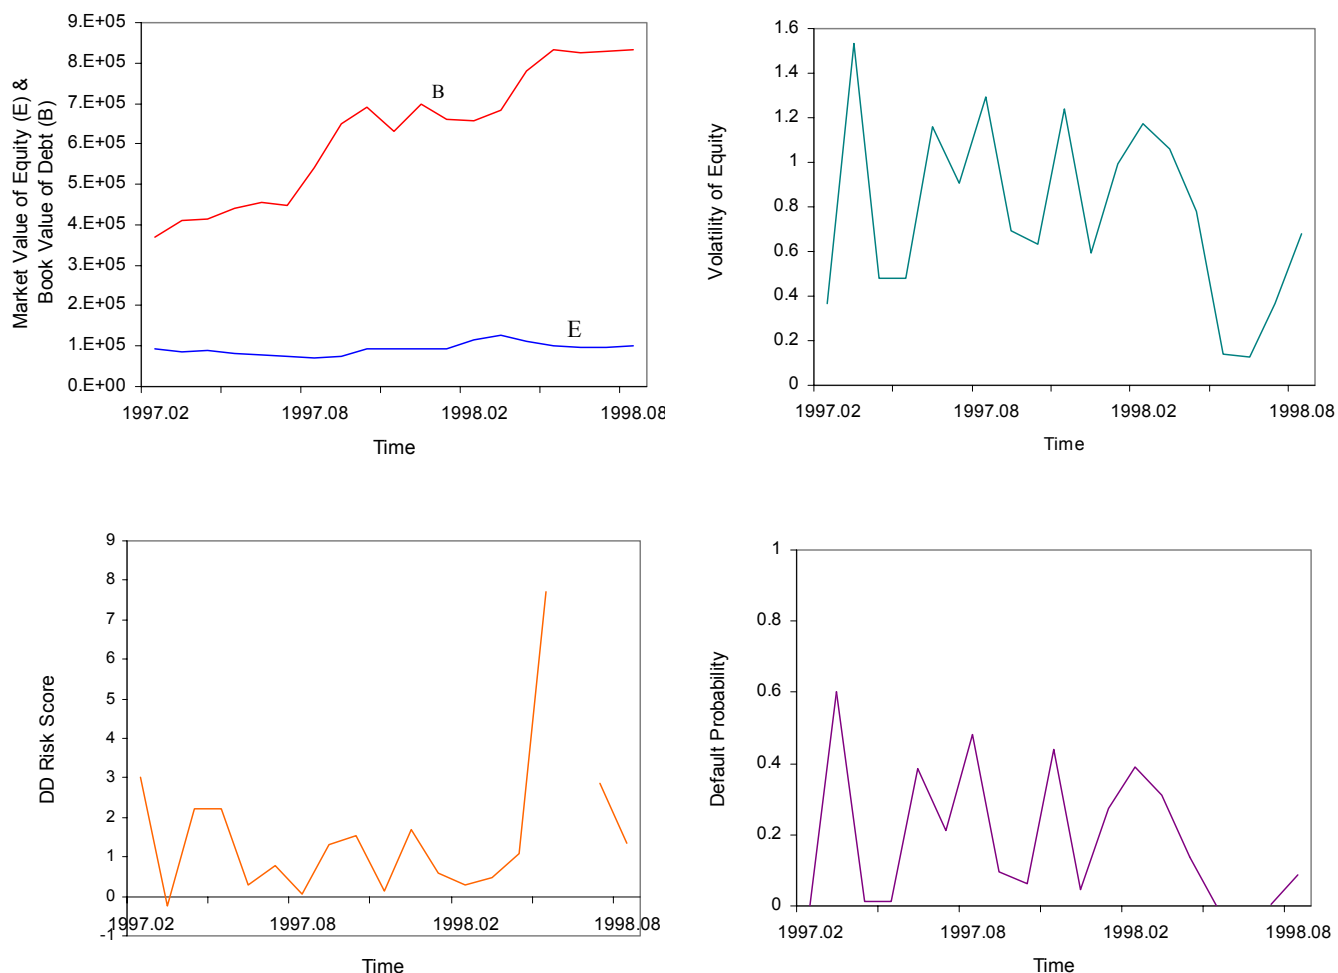 Market Value of Equity (E) &
Book Value of Debt (B)
9.E+05
8.E+05
7.E+05
6.E+05
5.E+05
4.E+05
3.E+05
2.E+05
1.E+05
0.E+00
B
E
1997.02
1997.08
1998.02
1998.08
Time
Volatility of Equity
1.6
1.4
1.2
1
0.8
0.6
0.4
0.2
0
1997.02
1997.08
1998.02
1998.08
Time
DD Risk Score
9
8
7
6
5
4
3
2
1
0
-1
1997.02
1997.08
1998.02
1998.08
Time
Default Probability
1
0.8
0.6
0.4
0.2
0
1997.02
1997.08
1998.02
1998.08
Time